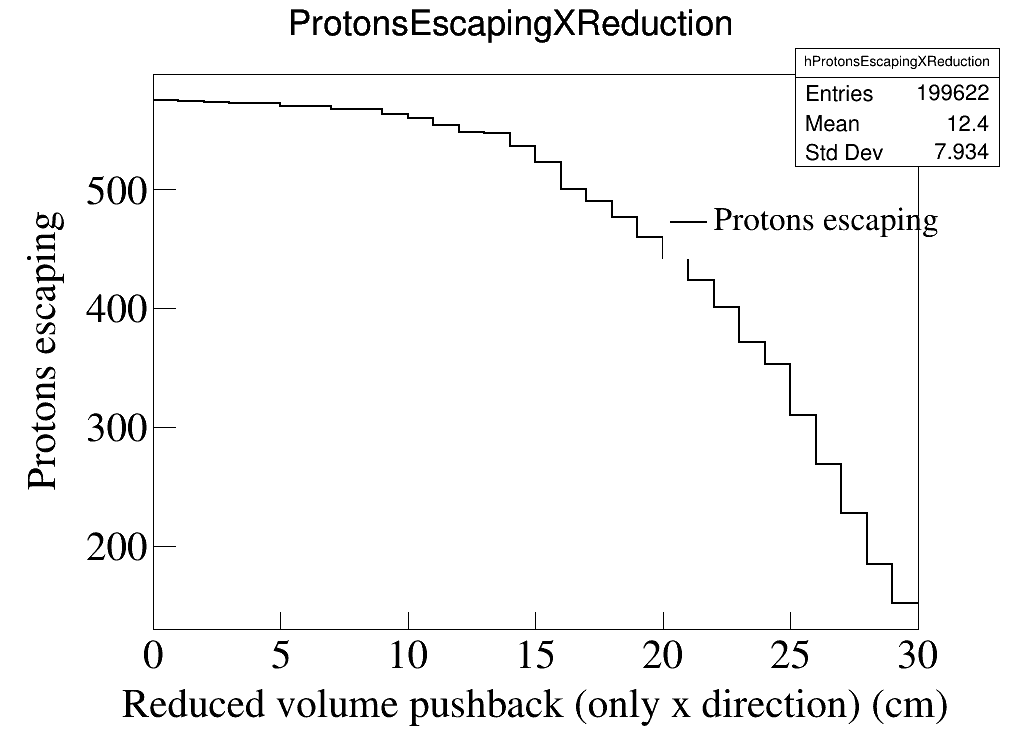 ProtonsEscapingXReduction
hProtonsEscapingXReduction
Entries 199622
Mean 12.4
Std Dev 7.934
Protons escaping
Protons escaping
500
400
300
200
0 5 10 15 20 25 30
Reduced volume pushback (only x direction) (cm)